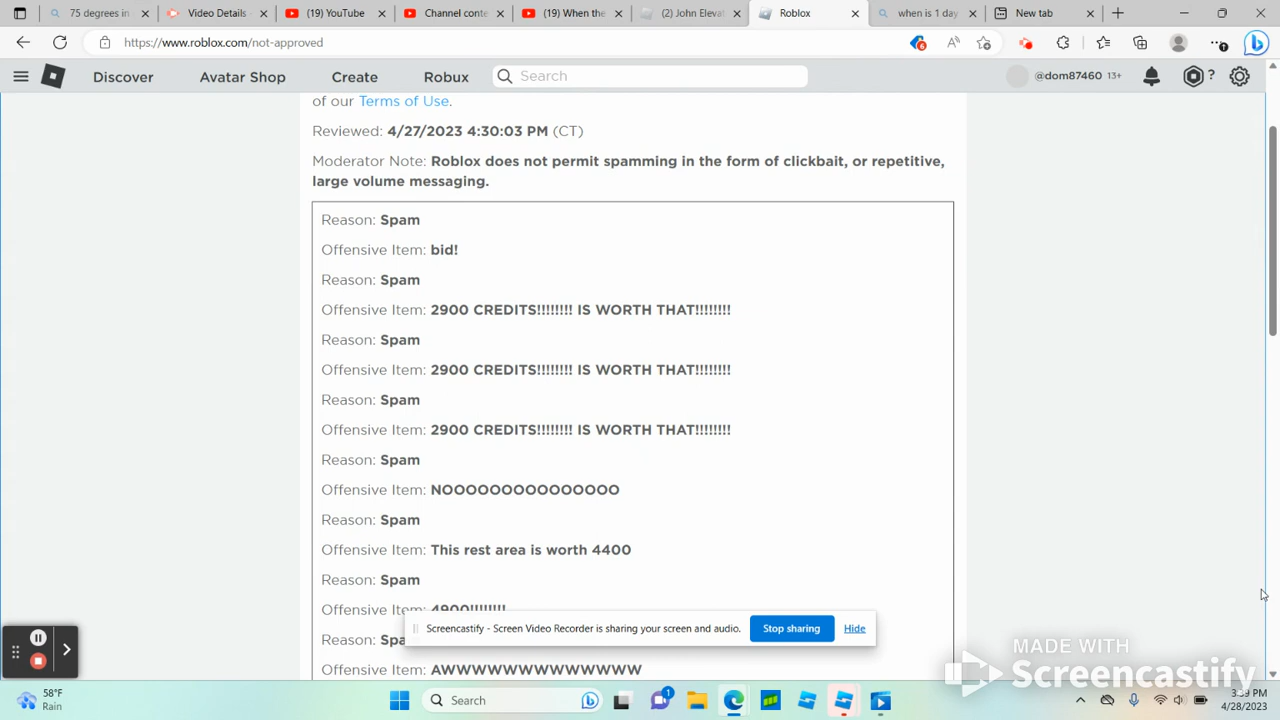 75 degrees in
Video Details
(19) YouTube
Channel conte
(19) When the
(2) John Elevat
Roblox
when is 1 day
New tab
https://www.roblox.com/not-approved
6
Discover
Avatar Shop
Create
Robux
Search
@dom87460 13+
?
of our Terms of Use.
Reviewed: 4/27/2023 4:30:03 PM (CT)
Moderator Note: Roblox does not permit spamming in the form of clickbait, or repetitive,
large volume messaging.
Reason: Spam
Offensive Item: bid!
Reason: Spam
Offensive Item: 2900 CREDITS!!!!!!!! IS WORTH THAT!!!!!!!!
Reason: Spam
Offensive Item: 2900 CREDITS!!!!!!!! IS WORTH THAT!!!!!!!!
Reason: Spam
Offensive Item: 2900 CREDITS!!!!!!!! IS WORTH THAT!!!!!!!!
Reason: Spam
Offensive Item: NOOOOOOOOOOOOOOO
Reason: Spam
Offensive Item: This rest area is worth 4400
Reason: Spam
Offensive Item: 4900!!!!!!!!
Screencastify - Screen Video Recorder is sharing your screen and audio.
Stop sharing
Hide
Reason: Spa
Offensive Item: AWWWWWWWWWWWWW
MADE WITH
Screencastify
58°F
Rain
Search
1
PM
4/28/2023